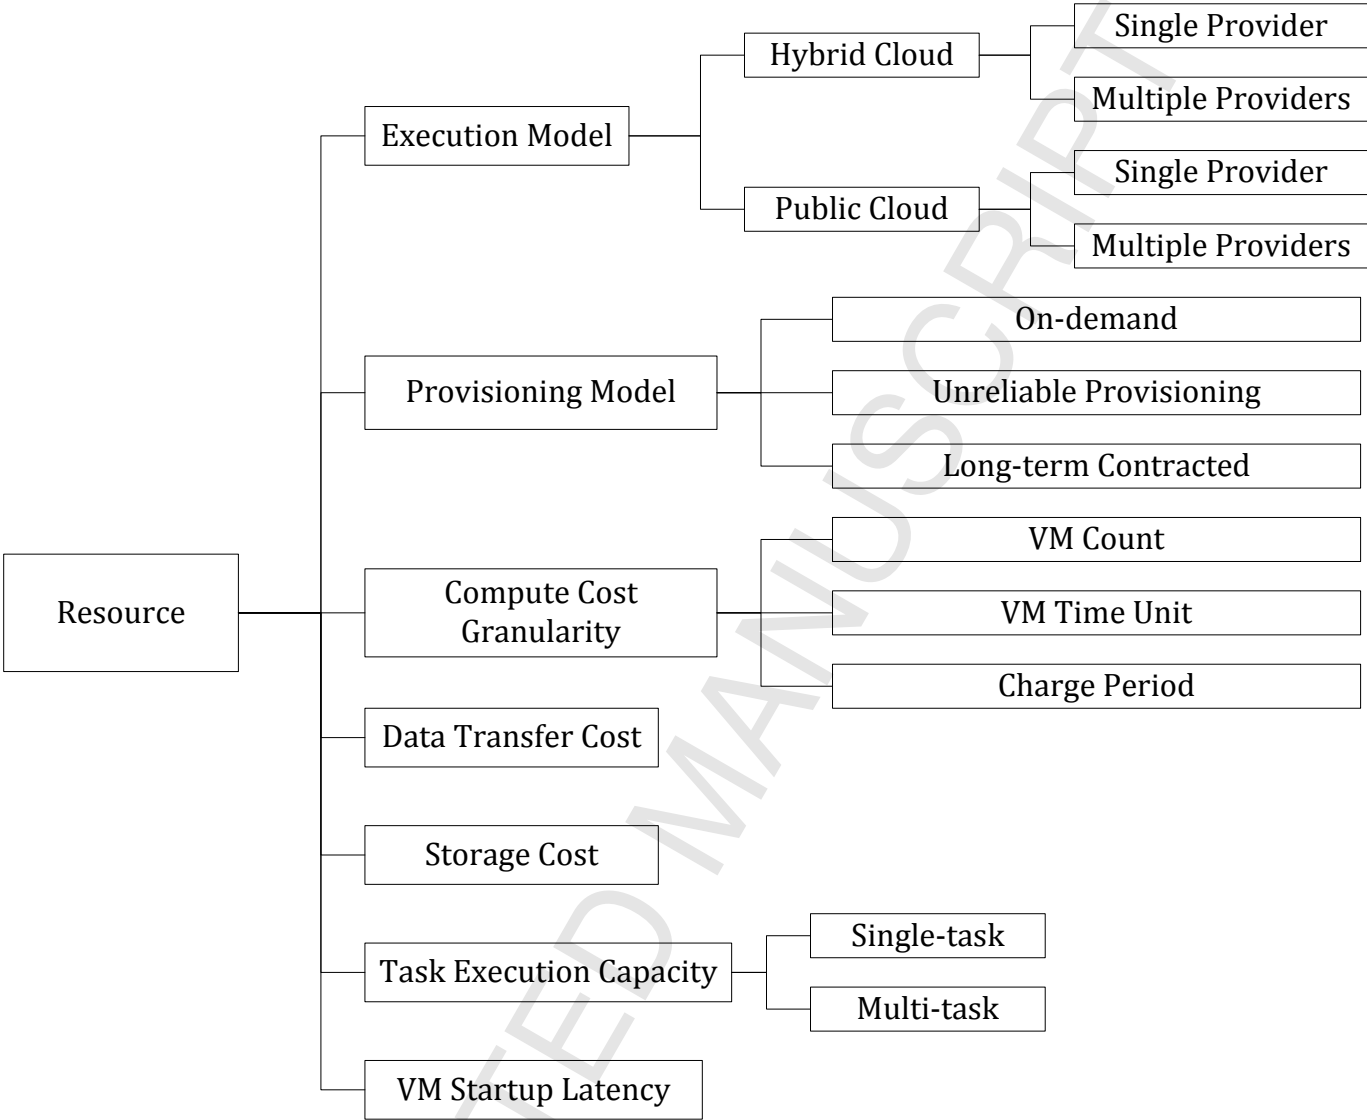 Single Provider
Hybrid Cloud
Multiple Providers
Execution Model
Single Provider
Public Cloud
Multiple Providers
On-demand
Provisioning Model
Unreliable Provisioning
Long-term Contracted
VM Count
Resource
Compute Cost
Granularity
VM Time Unit
Charge Period
Data Transfer Cost
Storage Cost
Single-task
Task Execution Capacity
Multi-task
VM Startup Latency
TED MANUSCRIPT